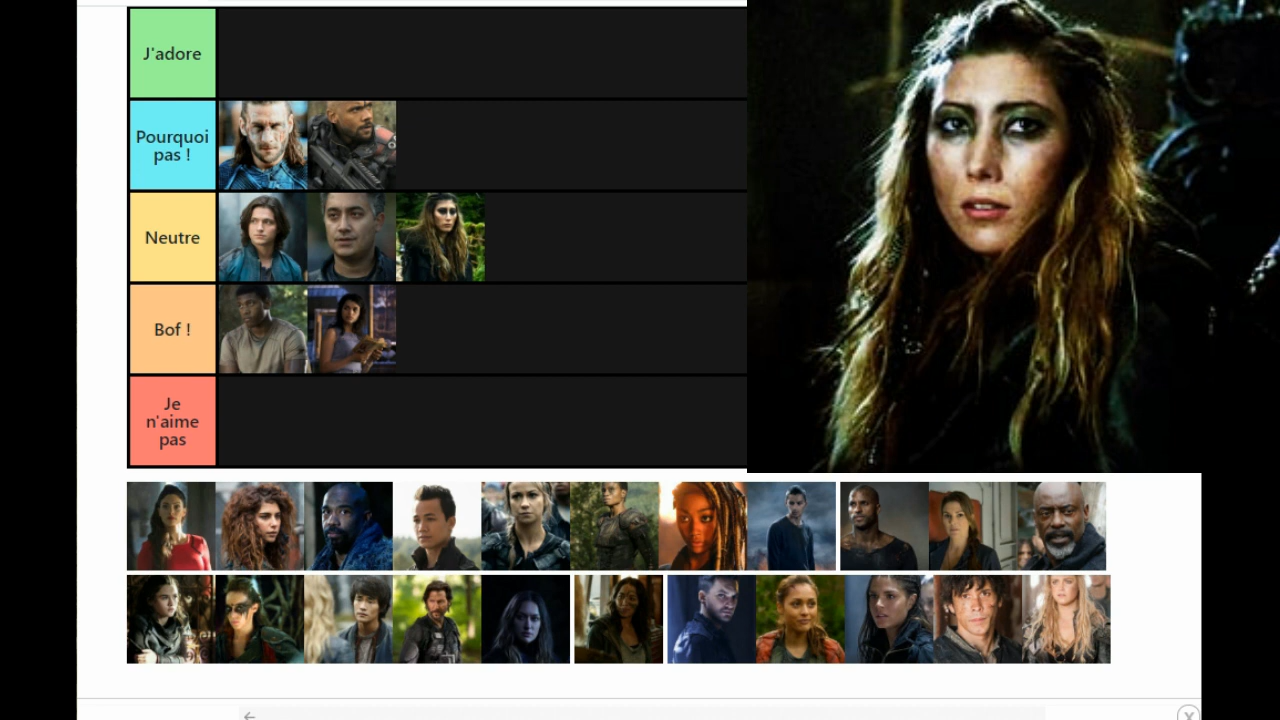 J'adore
Pourquoi
pas !
Neutre
Bof !
Je
n'aime
pas